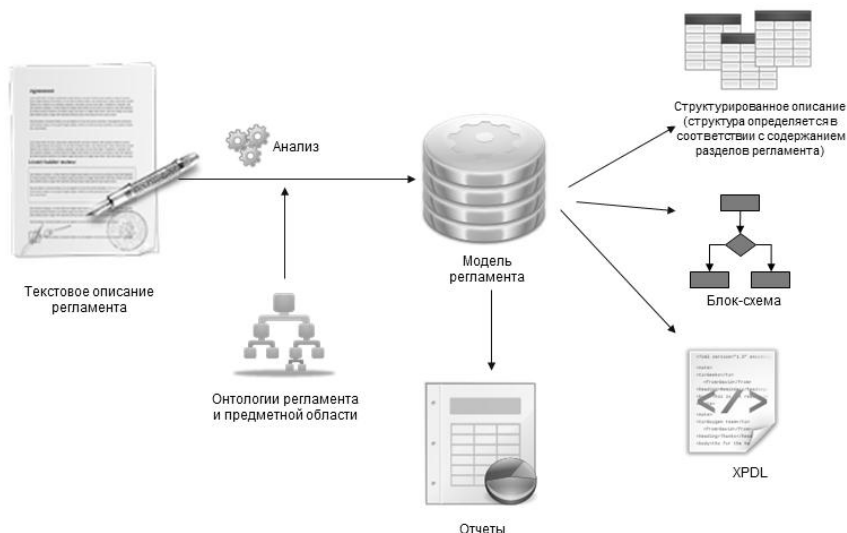 Agreement
Текстовое описание
регламента
Анализ
Онтологии регламента
и предметной области
Модель
регламента
Отчеты
Структурированное описание
(структура определяется в
соответствии с содержанием
разделов регламента)
Блок-схема
</>
XPDL